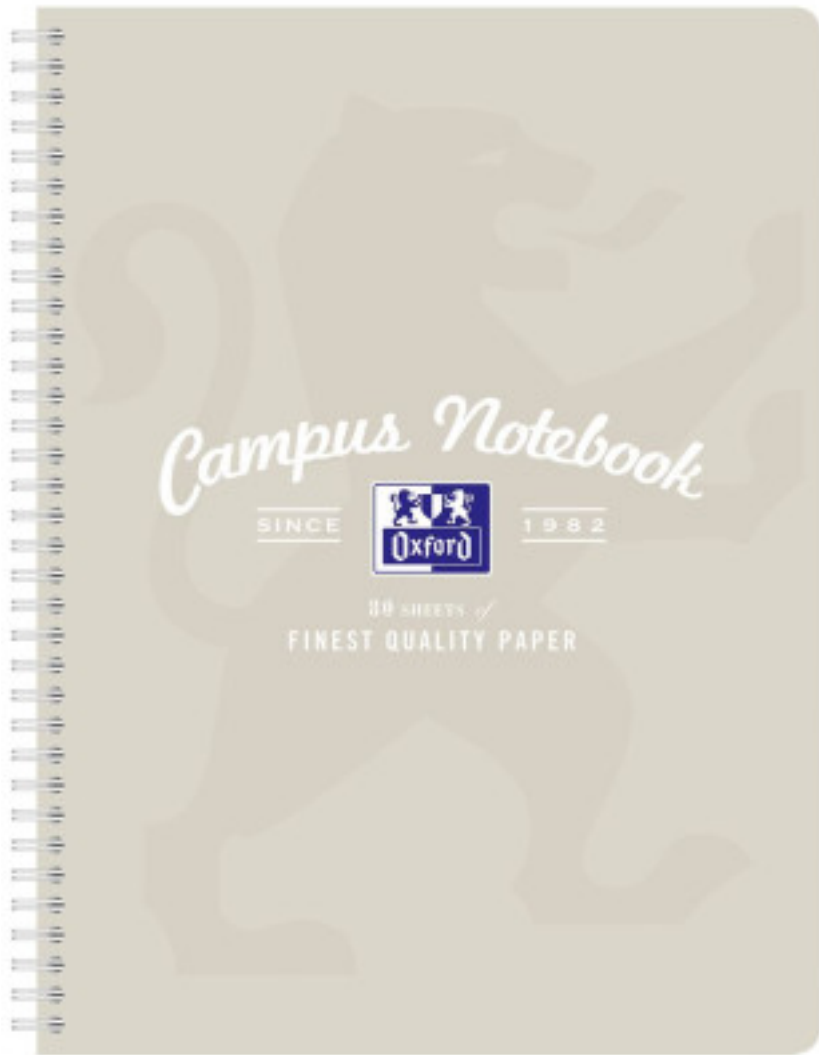 Campus Notebook
SINCE
Oxford
1982
80 SHEETS of
FINEST QUALITY PAPER